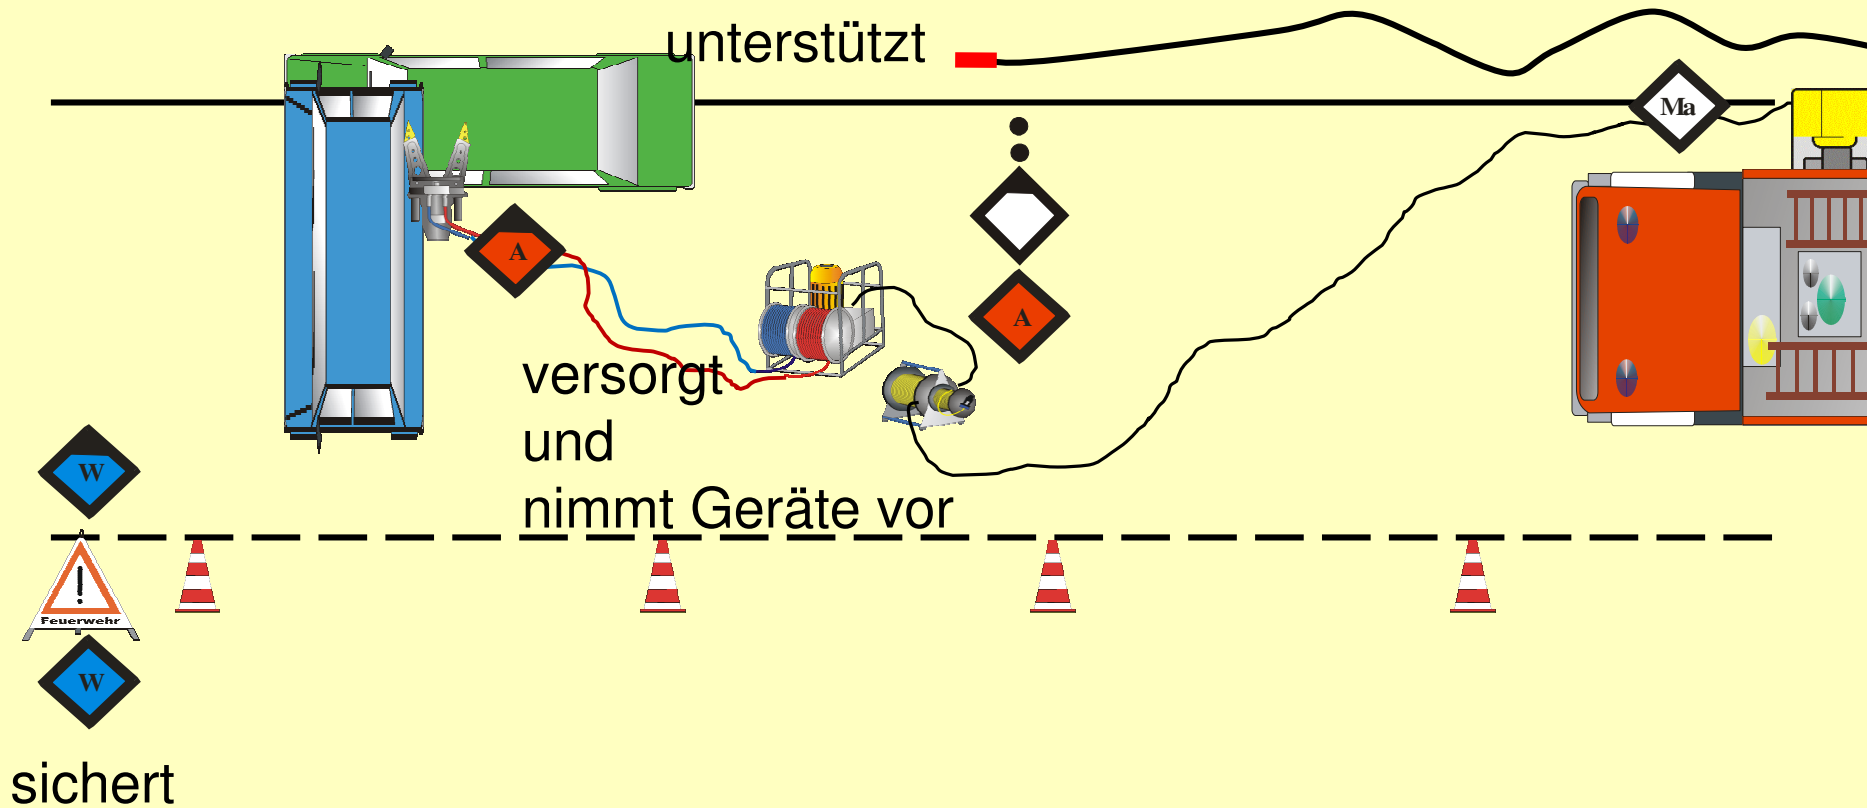 unterstützt
Ma
A
A
versorgt
und
nimmt Geräte vor
W
!
Feuerwehr
W
sichert